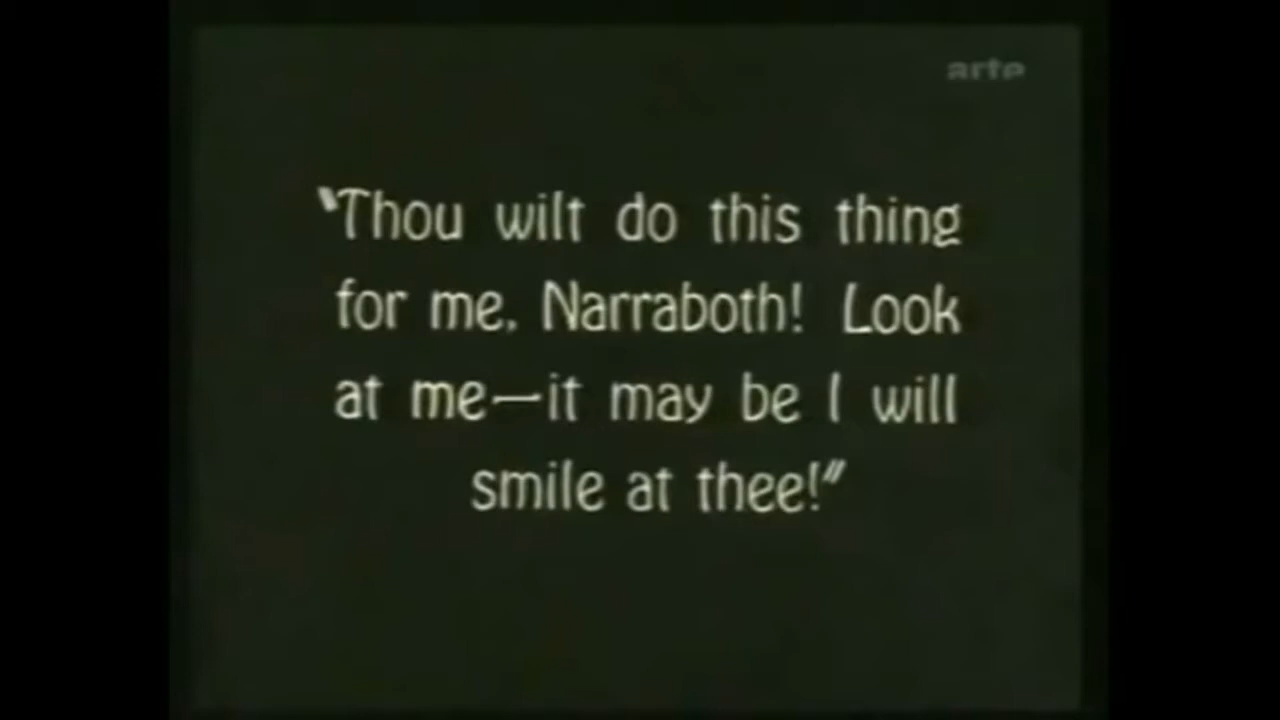 arte
"Thou wilt do this thing
for me, Narraboth! Look
at me—it may be I will
smile at thee!"